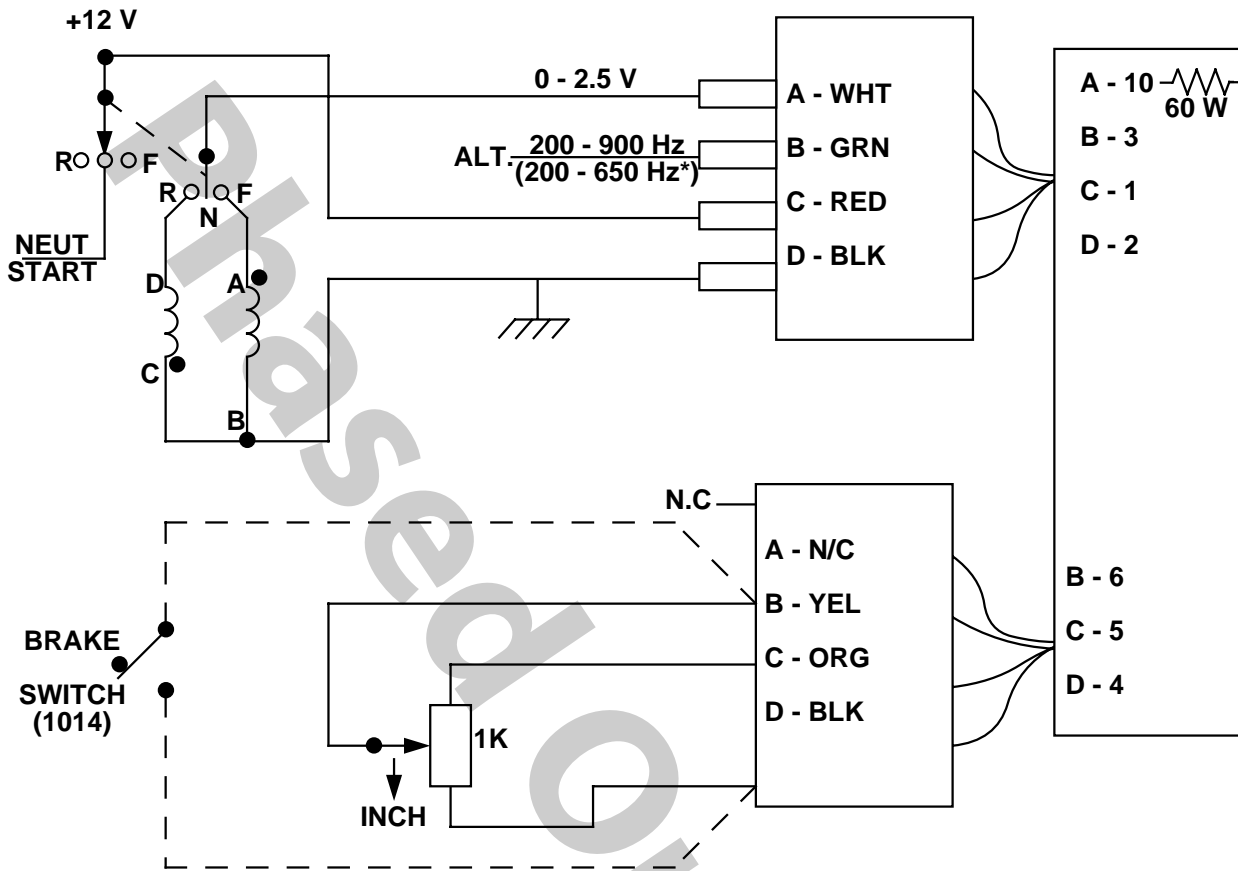 +12 V
0 - 2.5 V
A - WHT
A - 10
60 W
ALT.
200 - 900 Hz
(200 - 650 Hz*)
B - GRN
B - 3
R
F
R
N
F
C - RED
C - 1
NEUT
START
D - BLK
D - 2
D
A
C
B
N.C
A - N/C
B - YEL
B - 6
BRAKE
SWITCH
(1014)
C - ORG
C - 5
D - BLK
D - 4
1K
INCH
Phased O